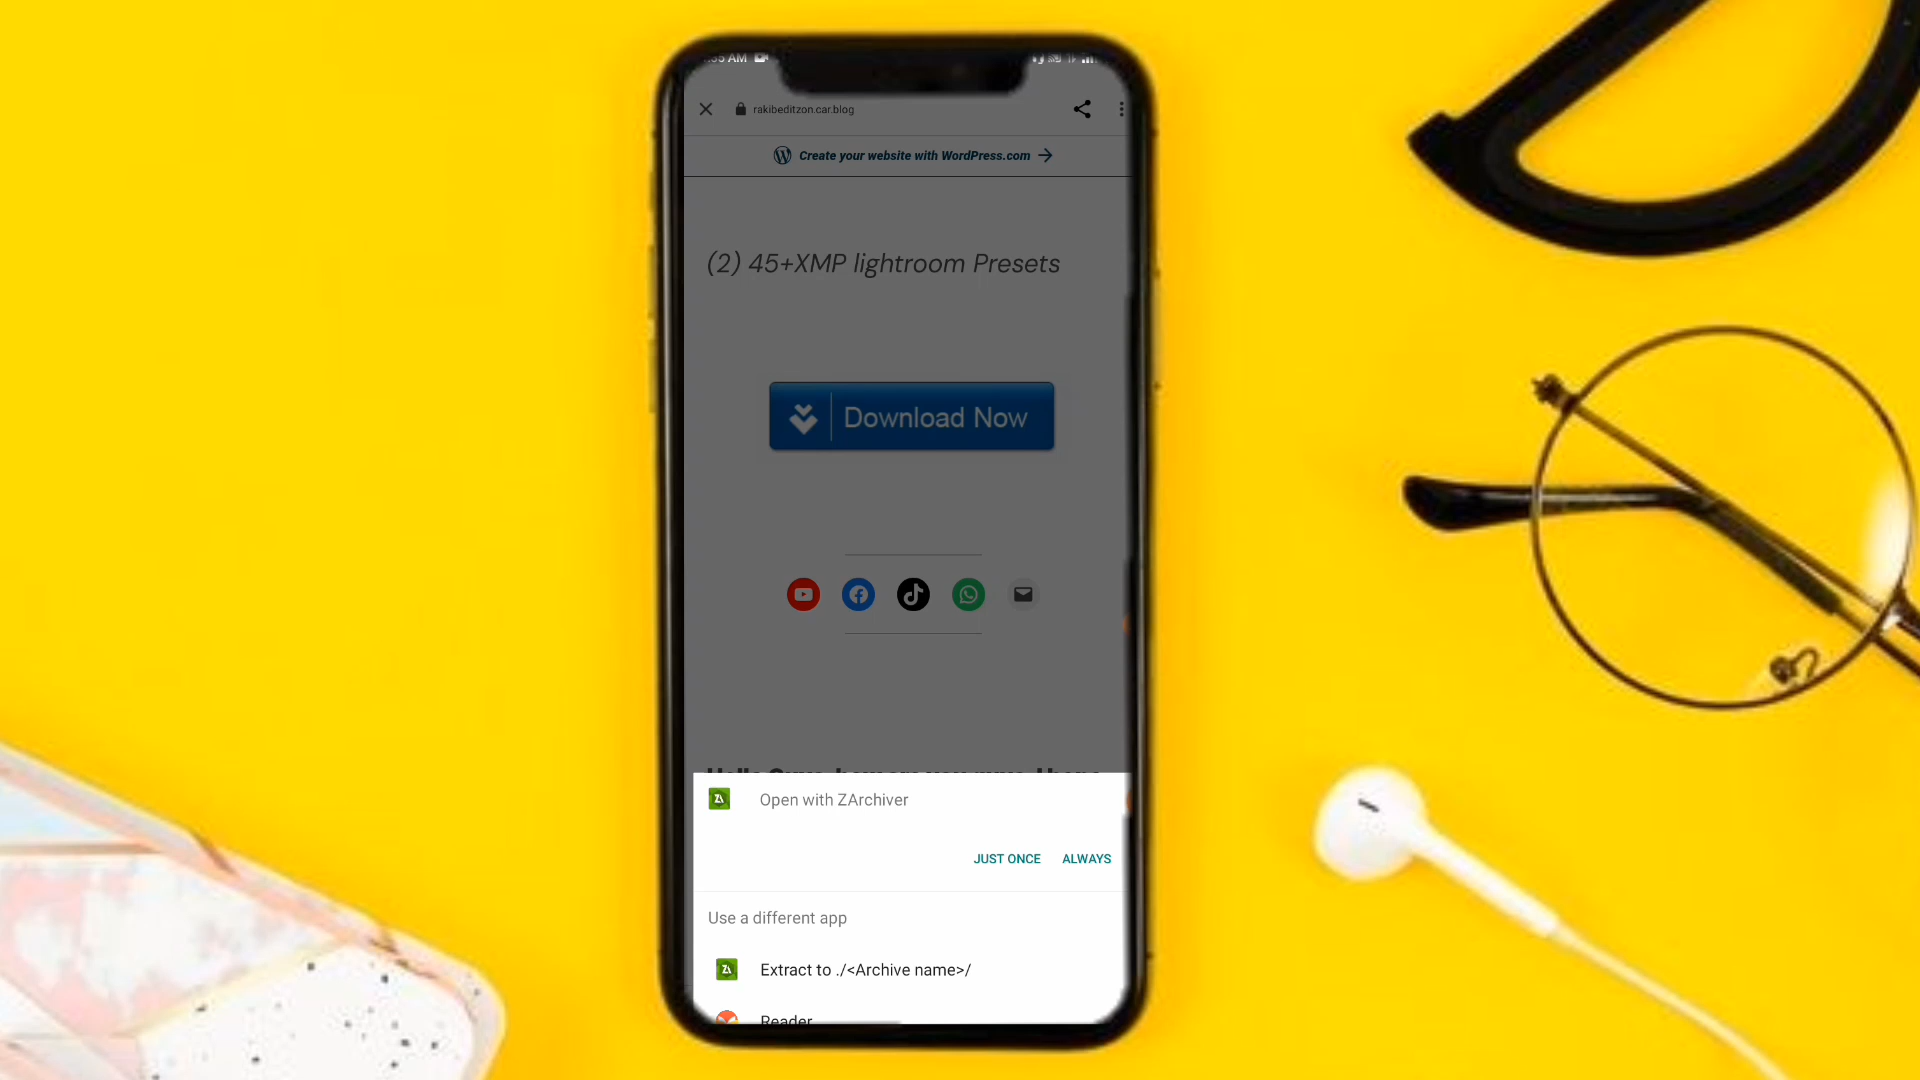 AM
rakibeditzon.car.blog
Create your website with WordPress.com
(2) 45+XMP lightroom Presets
Download Now
Open with ZArchiver
JUST ONCE ALWAYS
Use a different app
Extract to ./<Archive name>/
Reader